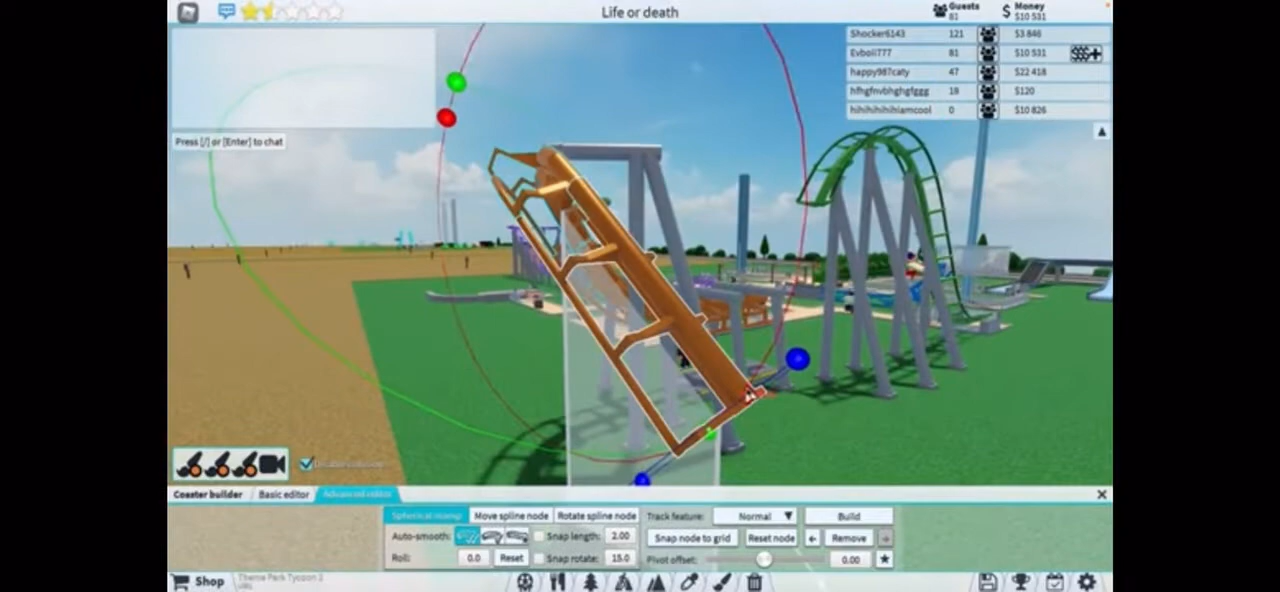 Life or death
Guests
81
$ Money
$10 531
Shocker6143 121 $3 846
Evboii777 81 $10 531 $$$+
happy987caty 47 $22 418
hfhgfnvbhghgfggg 18 $120
hihihihihihiamcool 0 $10 826
Press [/] or [Enter] to chat
Coaster builder Basic editor Advanced editor X
Move spline node Rotate spline node Track feature: Normal Build
Auto-smooth: Snap length: 2.00 Snap node to grid Reset node Remove
Roll: 0.0 Reset Snap rotate: 15.0 Pivot offset: 0.00
Shop Theme Park Tycoon 2